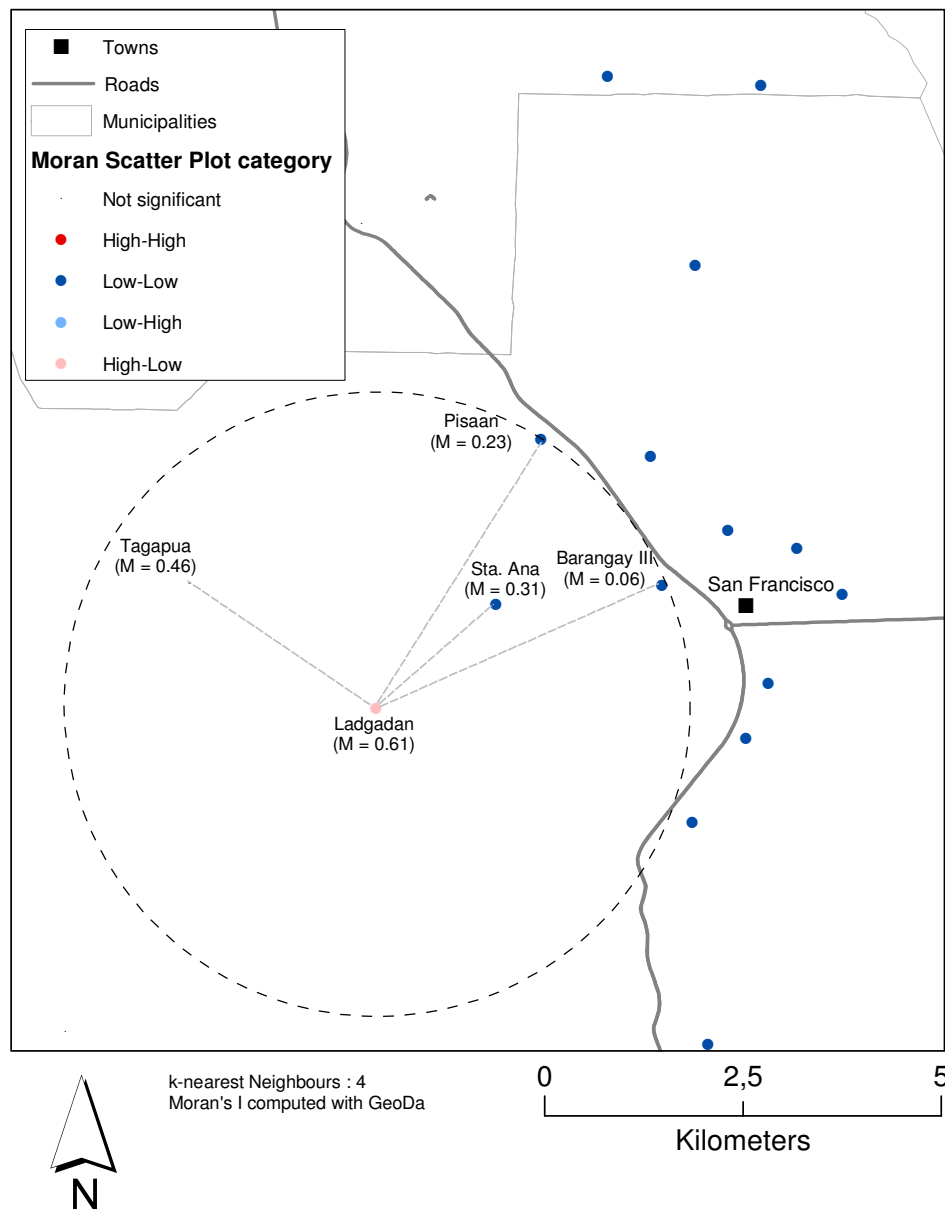 Towns
Roads
Municipalities
Moran Scatter Plot category
Not significant
High-High
Low-Low
Low-High
High-Low
Pisaan
(M = 0.23)
Tagapua
(M = 0.46)
Sta. Ana
(M = 0.31)
Barangay III
(M = 0.06)
San Francisco
Ladgadan
(M = 0.61)
k-nearest Neighbours : 4
Moran's I computed with GeoDa
0 2,5 5
Kilometers
N